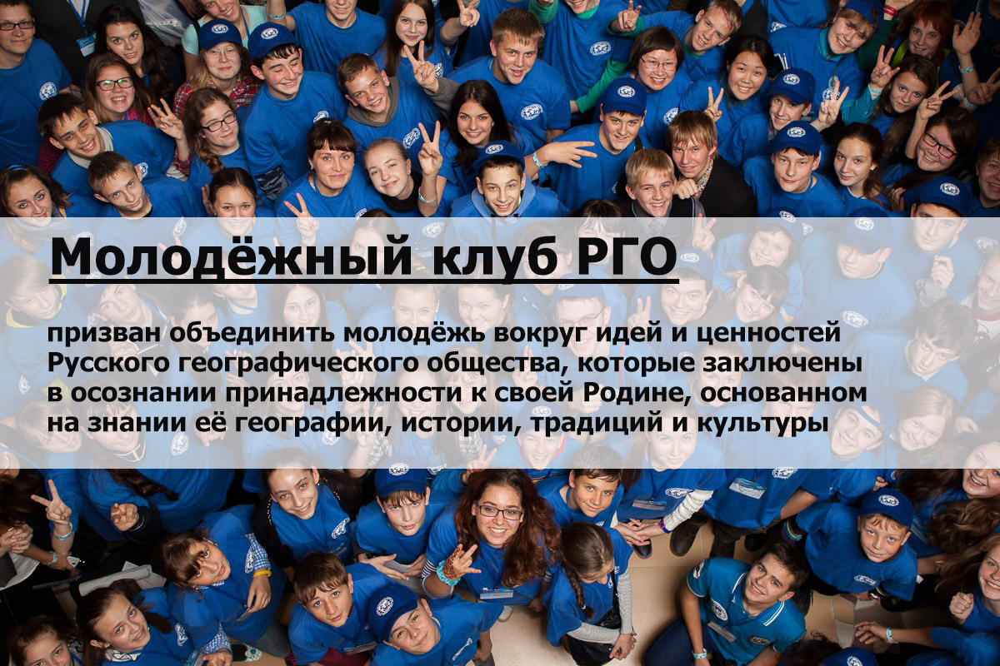 Молодёжный клуб РГО
призван объединить молодёжь вокруг идей и ценностей
Русского географического общества, которые заключены
в осознании принадлежности к своей Родине, основанном
на знании её географии, истории, традиций и культуры